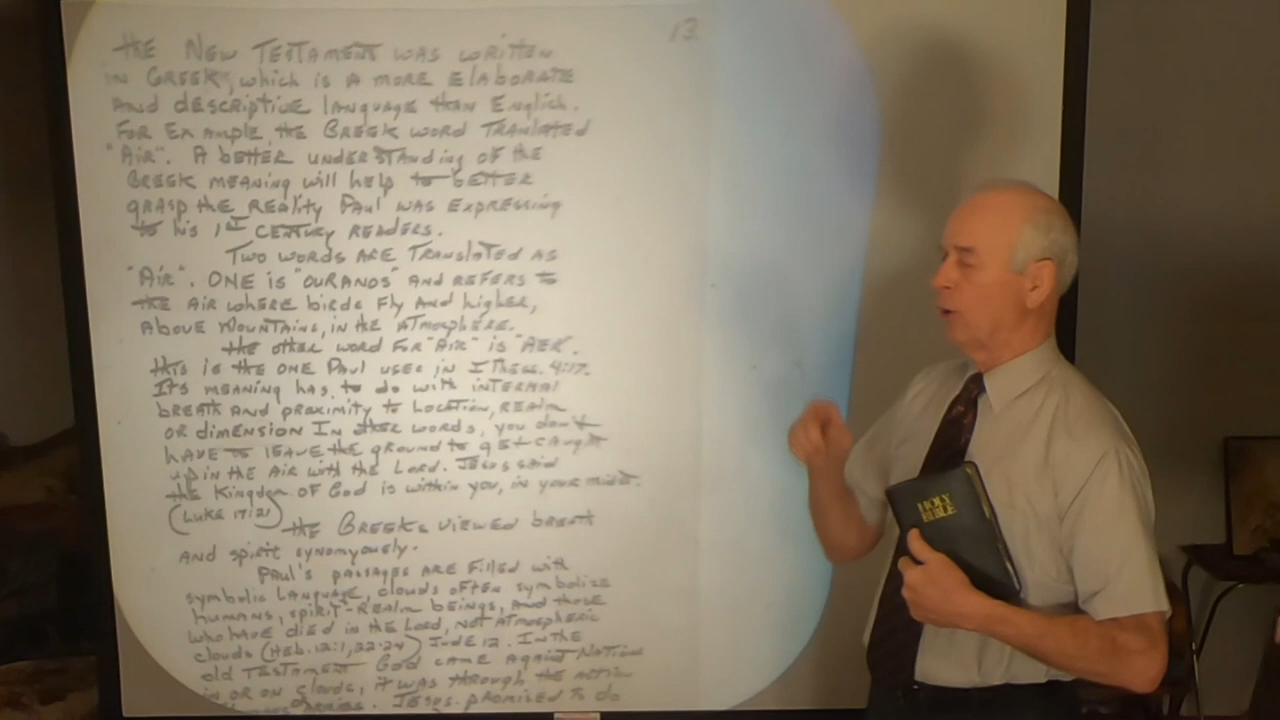 13.
THE NEW TESTAMENT WAS WRITTEN
IN GREEK, which is A MORE ElaboRATE
AND dESCRIPTIVE lANguAgE thAN English.
FOR ExAmplE, thE GREEK WORD TRANlATED
"AiR". A bETTER UNDERSTANding OF thE
GREEK MEANiNg will hElp to bETTER
gRASp thE REAliTy PAul WAS ExpRESSiNg
to his 1ST CENTURy READERS.
TWO WORDS ARE TRANSlATED AS
"AiR". ONE is "OURANOS" AND REFERS to
thE AiR whERE biRds Fly AND highER,
AbovE MOUNTAiNs, iN thE ATMOSphERE.
thE othER WORD FOR "AiR" is "AER".
this is thE ONE PAul usEs iN I ThEss. 4:17.
ITS MEANiNg hAs to do with iNTERNAl
bREATh AND pROXiMiTy to locATiON, REAlm
OR diMENSiON IN othER WORDS, you doN't
hAVE TO lEAVE thE gROUND to gET CAughT
up iN thE AiR with thE LoRd. JEsus sAid
thE KiNgdom OF God is withiN you, iN youR midst.
(LukE 17:21)
thE GREEKs viEWED bREATh
AND spiRiT syNoMyously.
PAul's pAssAgEs ARE FillED with
symbolic LANguAgE, clouds OFTEN symbolizE
humANs, spiRiT-REAlm bEiNgs, AND thosE
who hAVE diEd iN thE LoRd, NOT ATMosphERic
clouds (HEb. 12:1, 22-24) JudE 12. IN thE
old TEsTAMENT God CAME AgAiNsT NATioNs
iN OR ON clouds, iT WAS thRough thE ACTioN
JEsus pRoMisED to do
HOLY
BIBLE